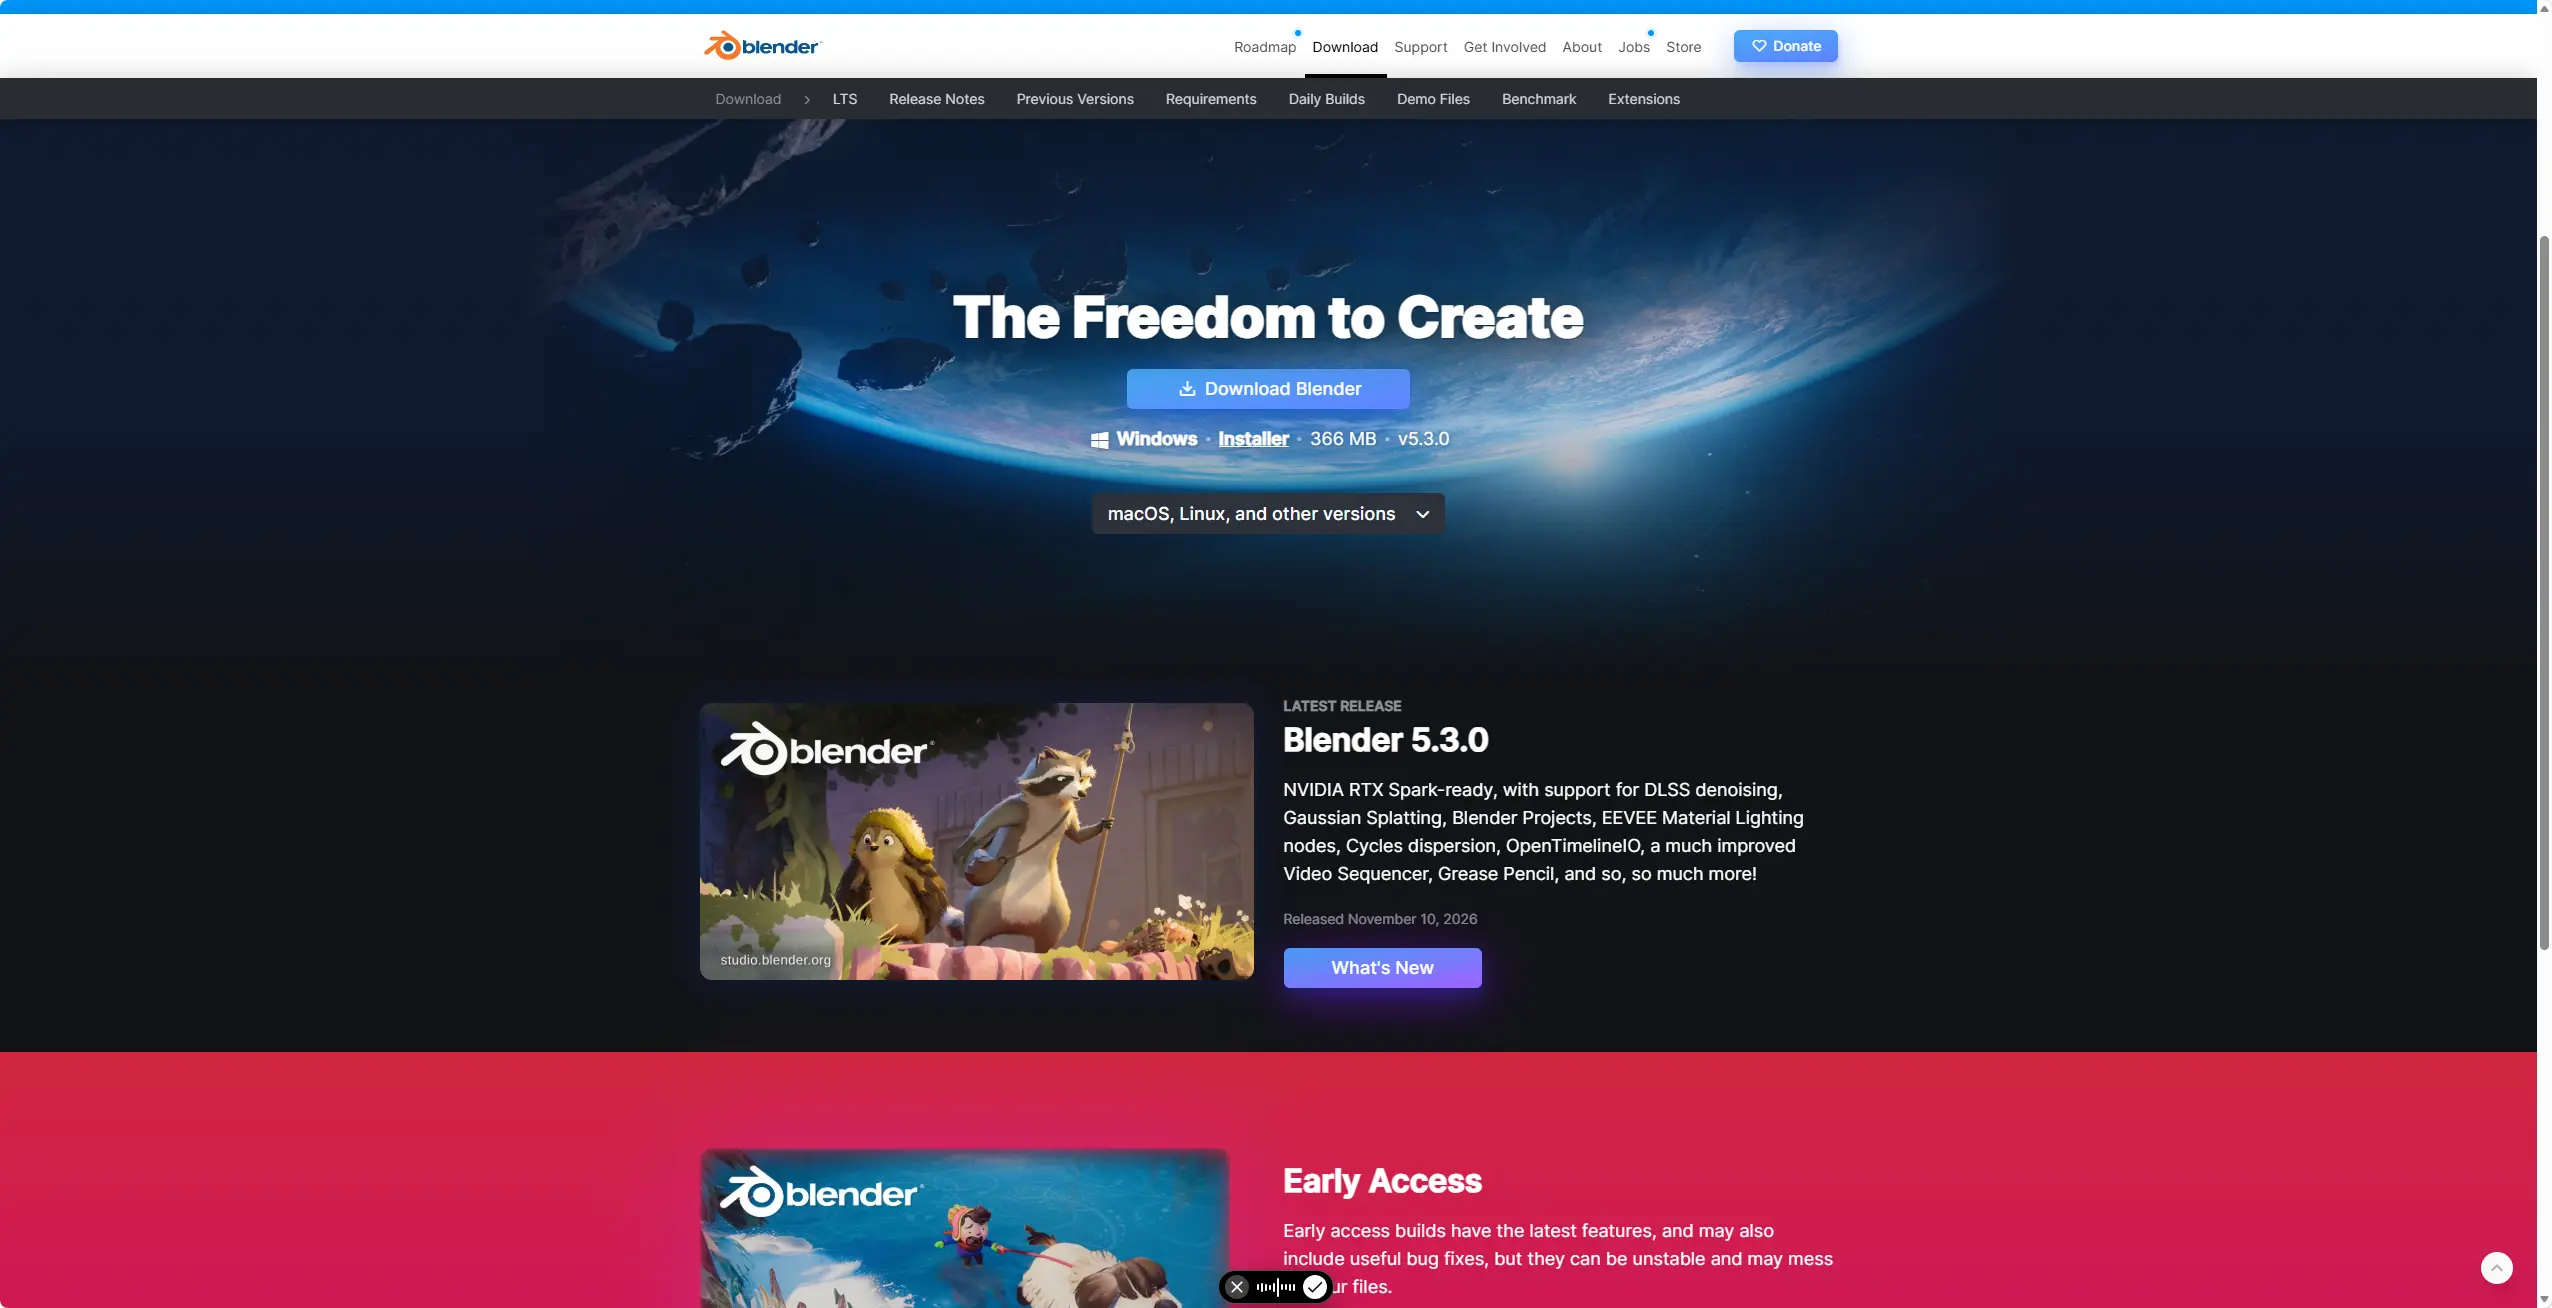 blender
Roadmap Download Support Get Involved About Jobs Store Donate
Download LTS Release Notes Previous Versions Requirements Daily Builds Demo Files Benchmark Extensions
The Freedom to Create
Download Blender
Windows · Installer · 366 MB · v5.3.0
macOS, Linux, and other versions
blender
studio.blender.org
LATEST RELEASE
Blender 5.3.0
NVIDIA RTX Spark-ready, with support for DLSS denoising,
Gaussian Splatting, Blender Projects, EEVEE Material Lighting
nodes, Cycles dispersion, OpenTimelineIO, a much improved
Video Sequencer, Grease Pencil, and so, so much more!
Released November 10, 2026
What's New
blender
Early Access
Early access builds have the latest features, and may also
include useful bug fixes, but they can be unstable and may mess
files.